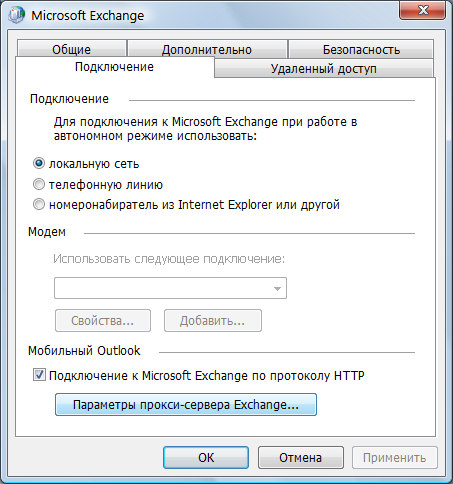 Microsoft Exchange
Общие
Дополнительно
Безопасность
Подключение
Удаленный доступ
Подключение
Для подключения к Microsoft Exchange при работе в
автономном режиме использовать:
локальную сеть
телефонную линию
номеронабиратель из Internet Explorer или другой
Модем
Использовать следующее подключение:
Свойства...
Добавить...
Мобильный Outlook
Подключение к Microsoft Exchange по протоколу HTTP
Параметры прокси-сервера Exchange...
ОК
Отмена
Применить